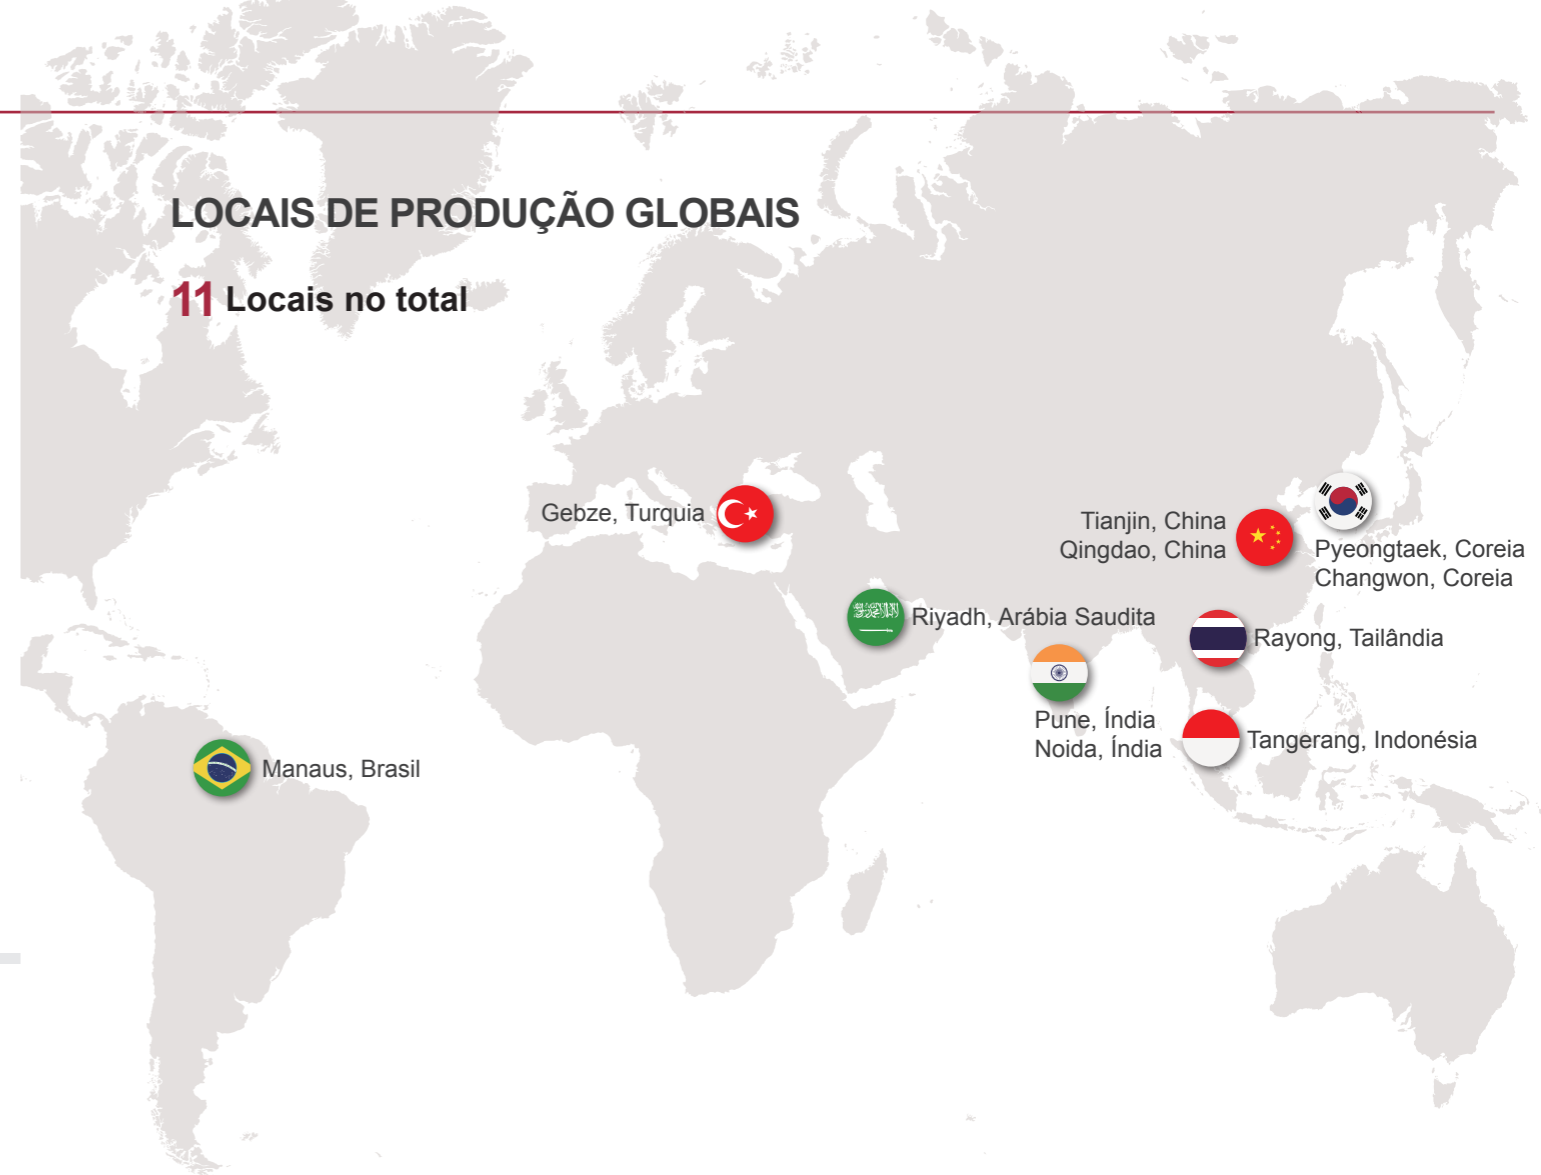 LOCAIS DE PRODUÇÃO GLOBAIS
11 Locais no total
Gebze, Turquia
Tianjin, China
Qingdao, China
Pyeongtaek, Coreia
Changwon, Coreia
Riyadh, Arábia Saudita
Rayong, Tailândia
Pune, Índia
Noida, Índia
Tangerang, Indonésia
Manaus, Brasil